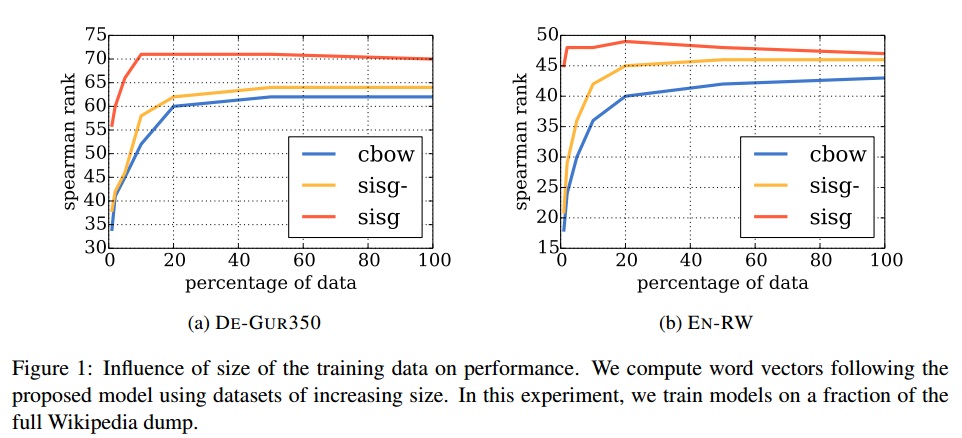 75
70
65
60
55
50
45
40
35
30
spearman rank
0 20 40 60 80 100
percentage of data
cbow
sisg-
sisg
(a) DE-GUR350
50
45
40
35
30
25
20
15
spearman rank
0 20 40 60 80 100
percentage of data
cbow
sisg-
sisg
(b) EN-RW
Figure 1: Influence of size of the training data on performance. We compute word vectors following the
proposed model using datasets of increasing size. In this experiment, we train models on a fraction of the
full Wikipedia dump.